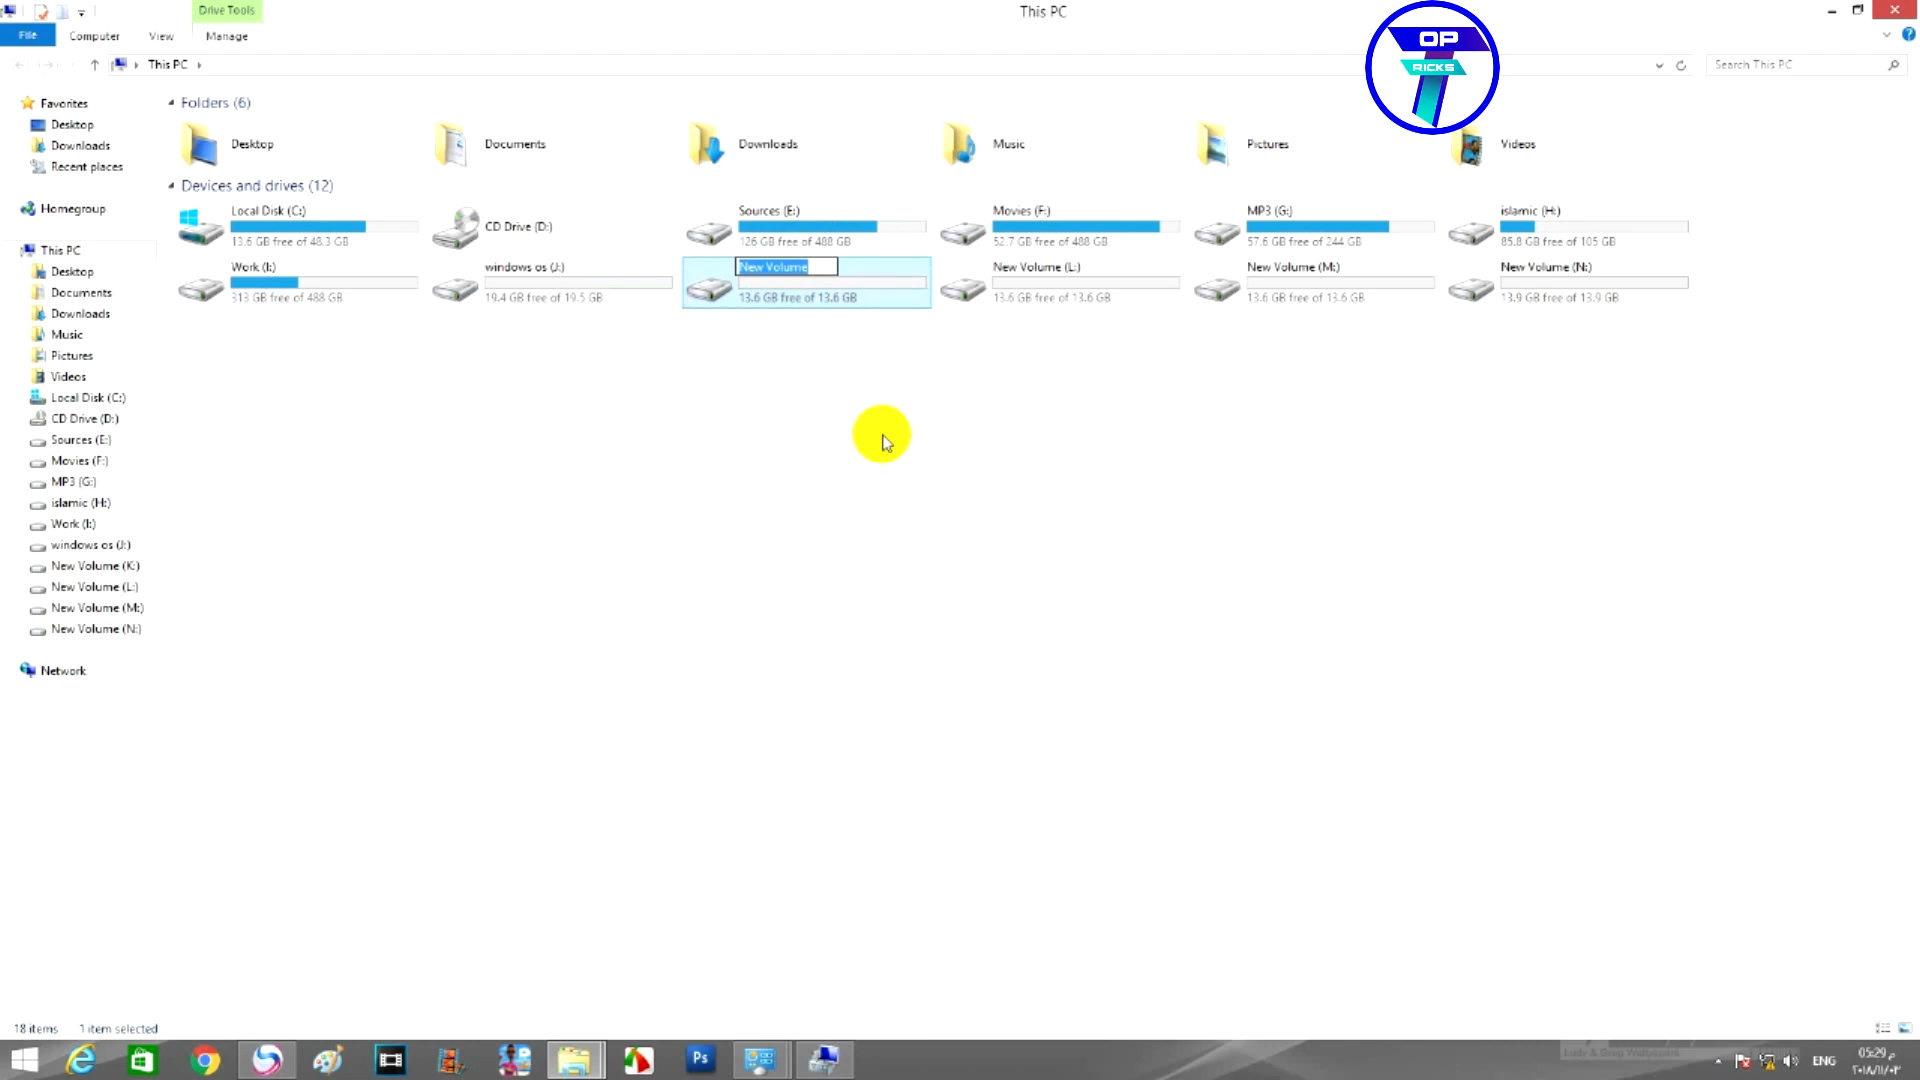 Drive Tools
This PC
File
Computer
View
Manage
This PC
Search This PC
OP
RICKS
Favorites
Desktop
Downloads
Recent places
Homegroup
This PC
Desktop
Documents
Downloads
Music
Pictures
Videos
Local Disk (C:)
CD Drive (D:)
Sources (E:)
Movies (F:)
MP3 (G:)
islamic (H:)
Work (I:)
windows os (J:)
New Volume (K:)
New Volume (L:)
New Volume (M:)
New Volume (N:)
Network
Folders (6)
Desktop
Documents
Downloads
Music
Pictures
Videos
Devices and drives (12)
Local Disk (C:)
13.6 GB free of 48.3 GB
CD Drive (D:)
Sources (E:)
126 GB free of 488 GB
Movies (F:)
52.7 GB free of 488 GB
MP3 (G:)
57.6 GB free of 244 GB
islamic (H:)
85.8 GB free of 105 GB
Work (I:)
313 GB free of 488 GB
windows os (J:)
19.4 GB free of 19.5 GB
New Volume
13.6 GB free of 13.6 GB
New Volume (L:)
13.6 GB free of 13.6 GB
New Volume (M:)
13.6 GB free of 13.6 GB
New Volume (N:)
13.9 GB free of 13.9 GB
18 items
1 item selected
Ps
ENG
05:29 م
٢٠١٨/١١/٠٢